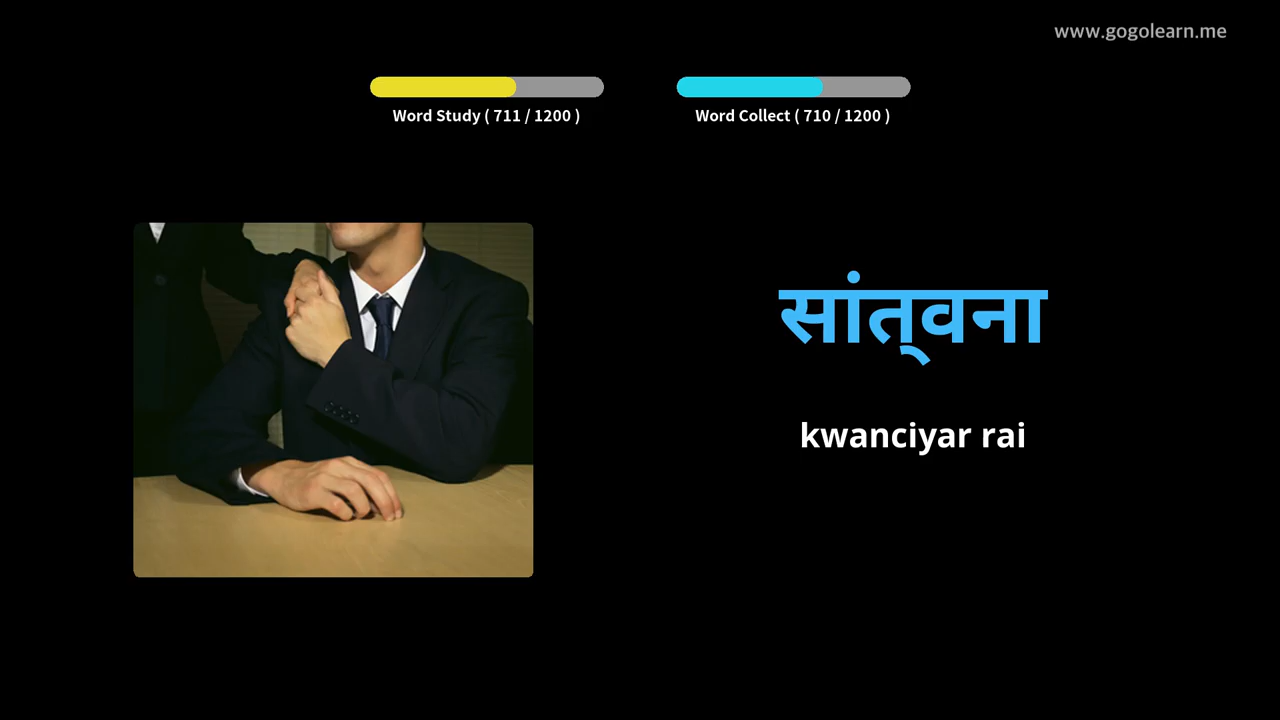 www.gogolearn.me
Word Study ( 711 / 1200 )
Word Collect ( 710 / 1200 )
सांत्‌वना
kwanciyar rai